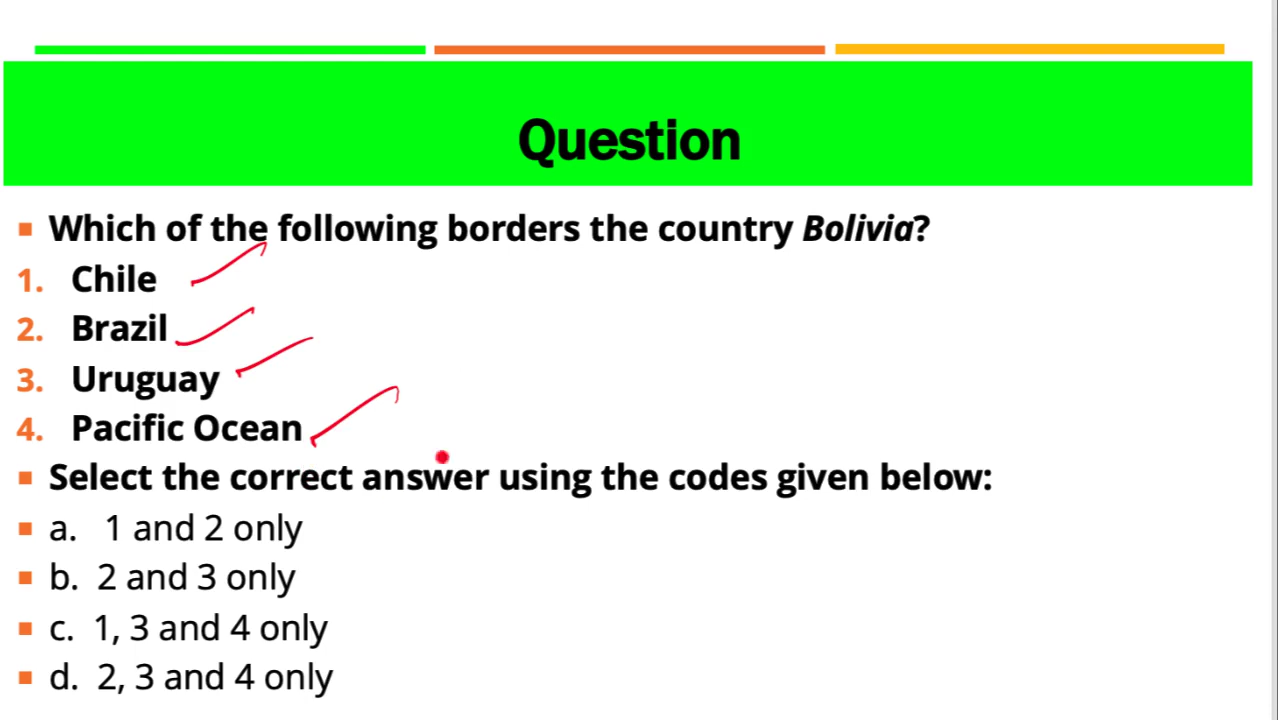 Question
Which of the following borders the country Bolivia?
1. Chile
2. Brazil
3. Uruguay
4. Pacific Ocean
Select the correct answer using the codes given below:
a. 1 and 2 only
b. 2 and 3 only
c. 1, 3 and 4 only
d. 2, 3 and 4 only